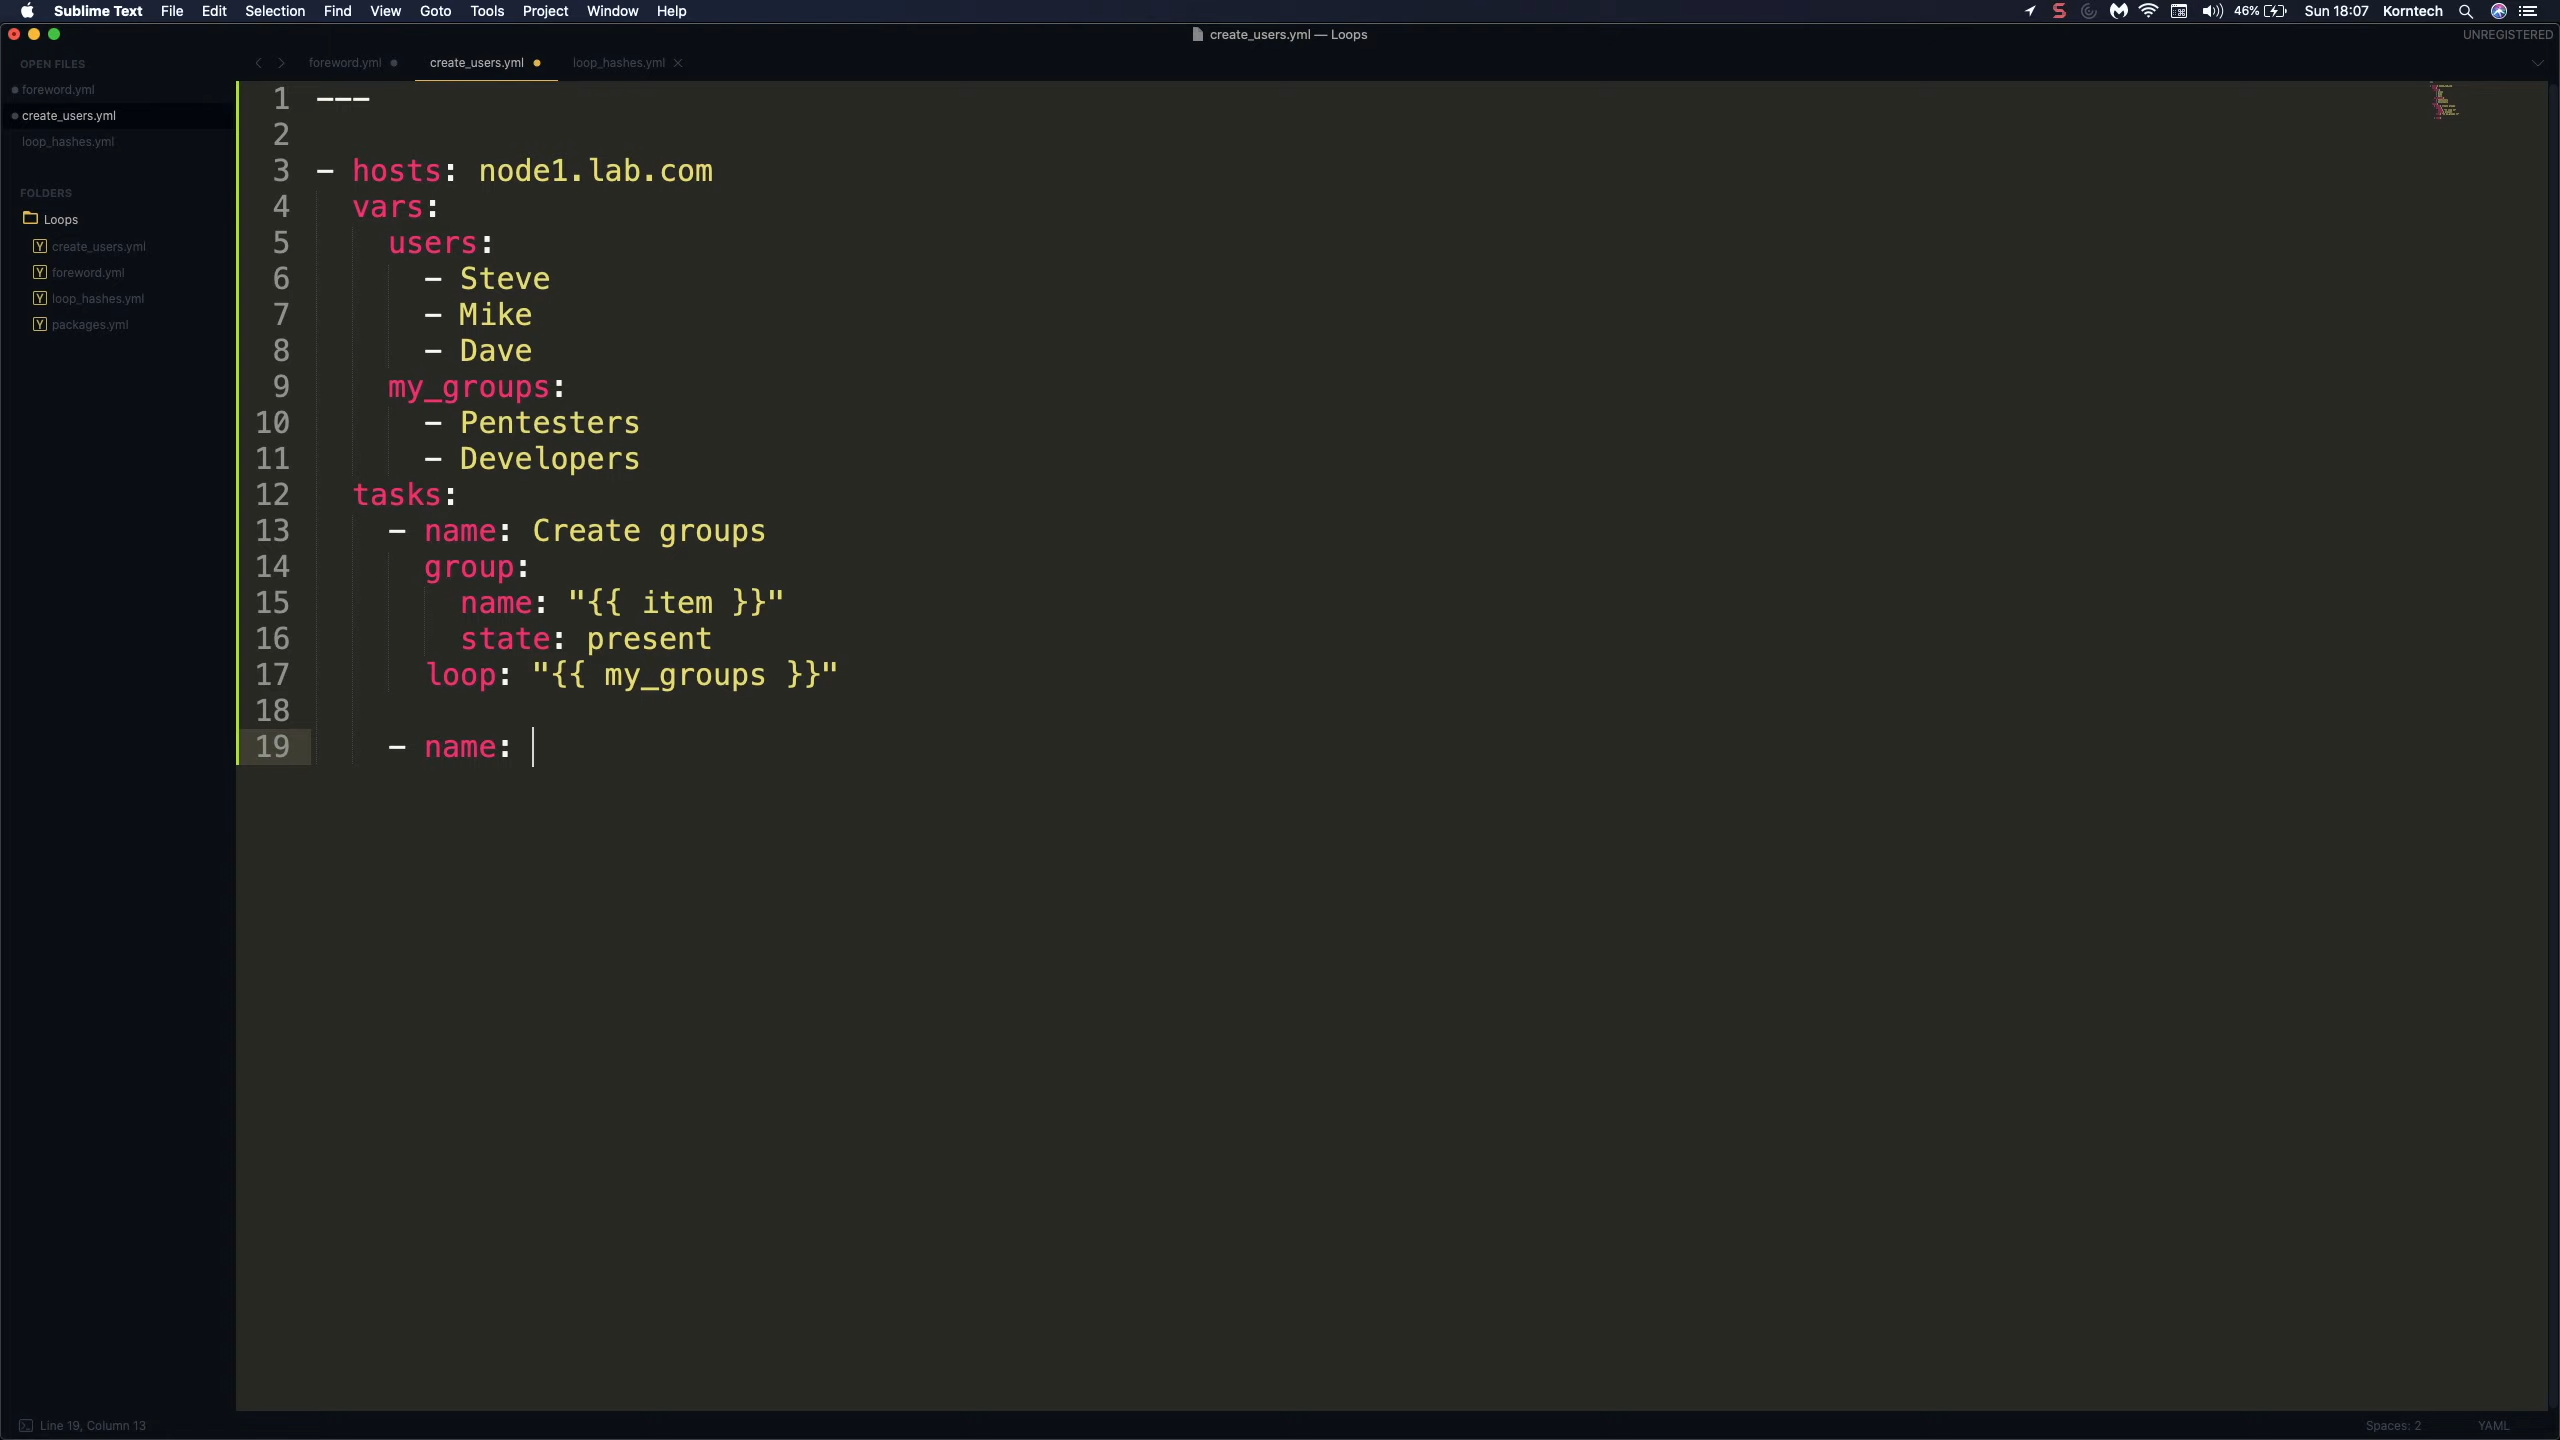 Sublime Text File Edit Selection Find View Goto Tools Project Window Help 46% Sun 18:07 Korntech
create_users.yml — Loops UNREGISTERED
OPEN FILES
foreword.yml
create_users.yml
loop_hashes.yml
FOLDERS
Loops
create_users.yml
foreword.yml
loop_hashes.yml
packages.yml
foreword.yml create_users.yml loop_hashes.yml
1 ---
2
3 - hosts: node1.lab.com
4 vars:
5 users:
6 - Steve
7 - Mike
8 - Dave
9 my_groups:
10 - Pentesters
11 - Developers
12 tasks:
13 - name: Create groups
14 group:
15 name: "{{ item }}"
16 state: present
17 loop: "{{ my_groups }}"
18
19 - name:
Line 19, Column 13 Spaces: 2 YAML